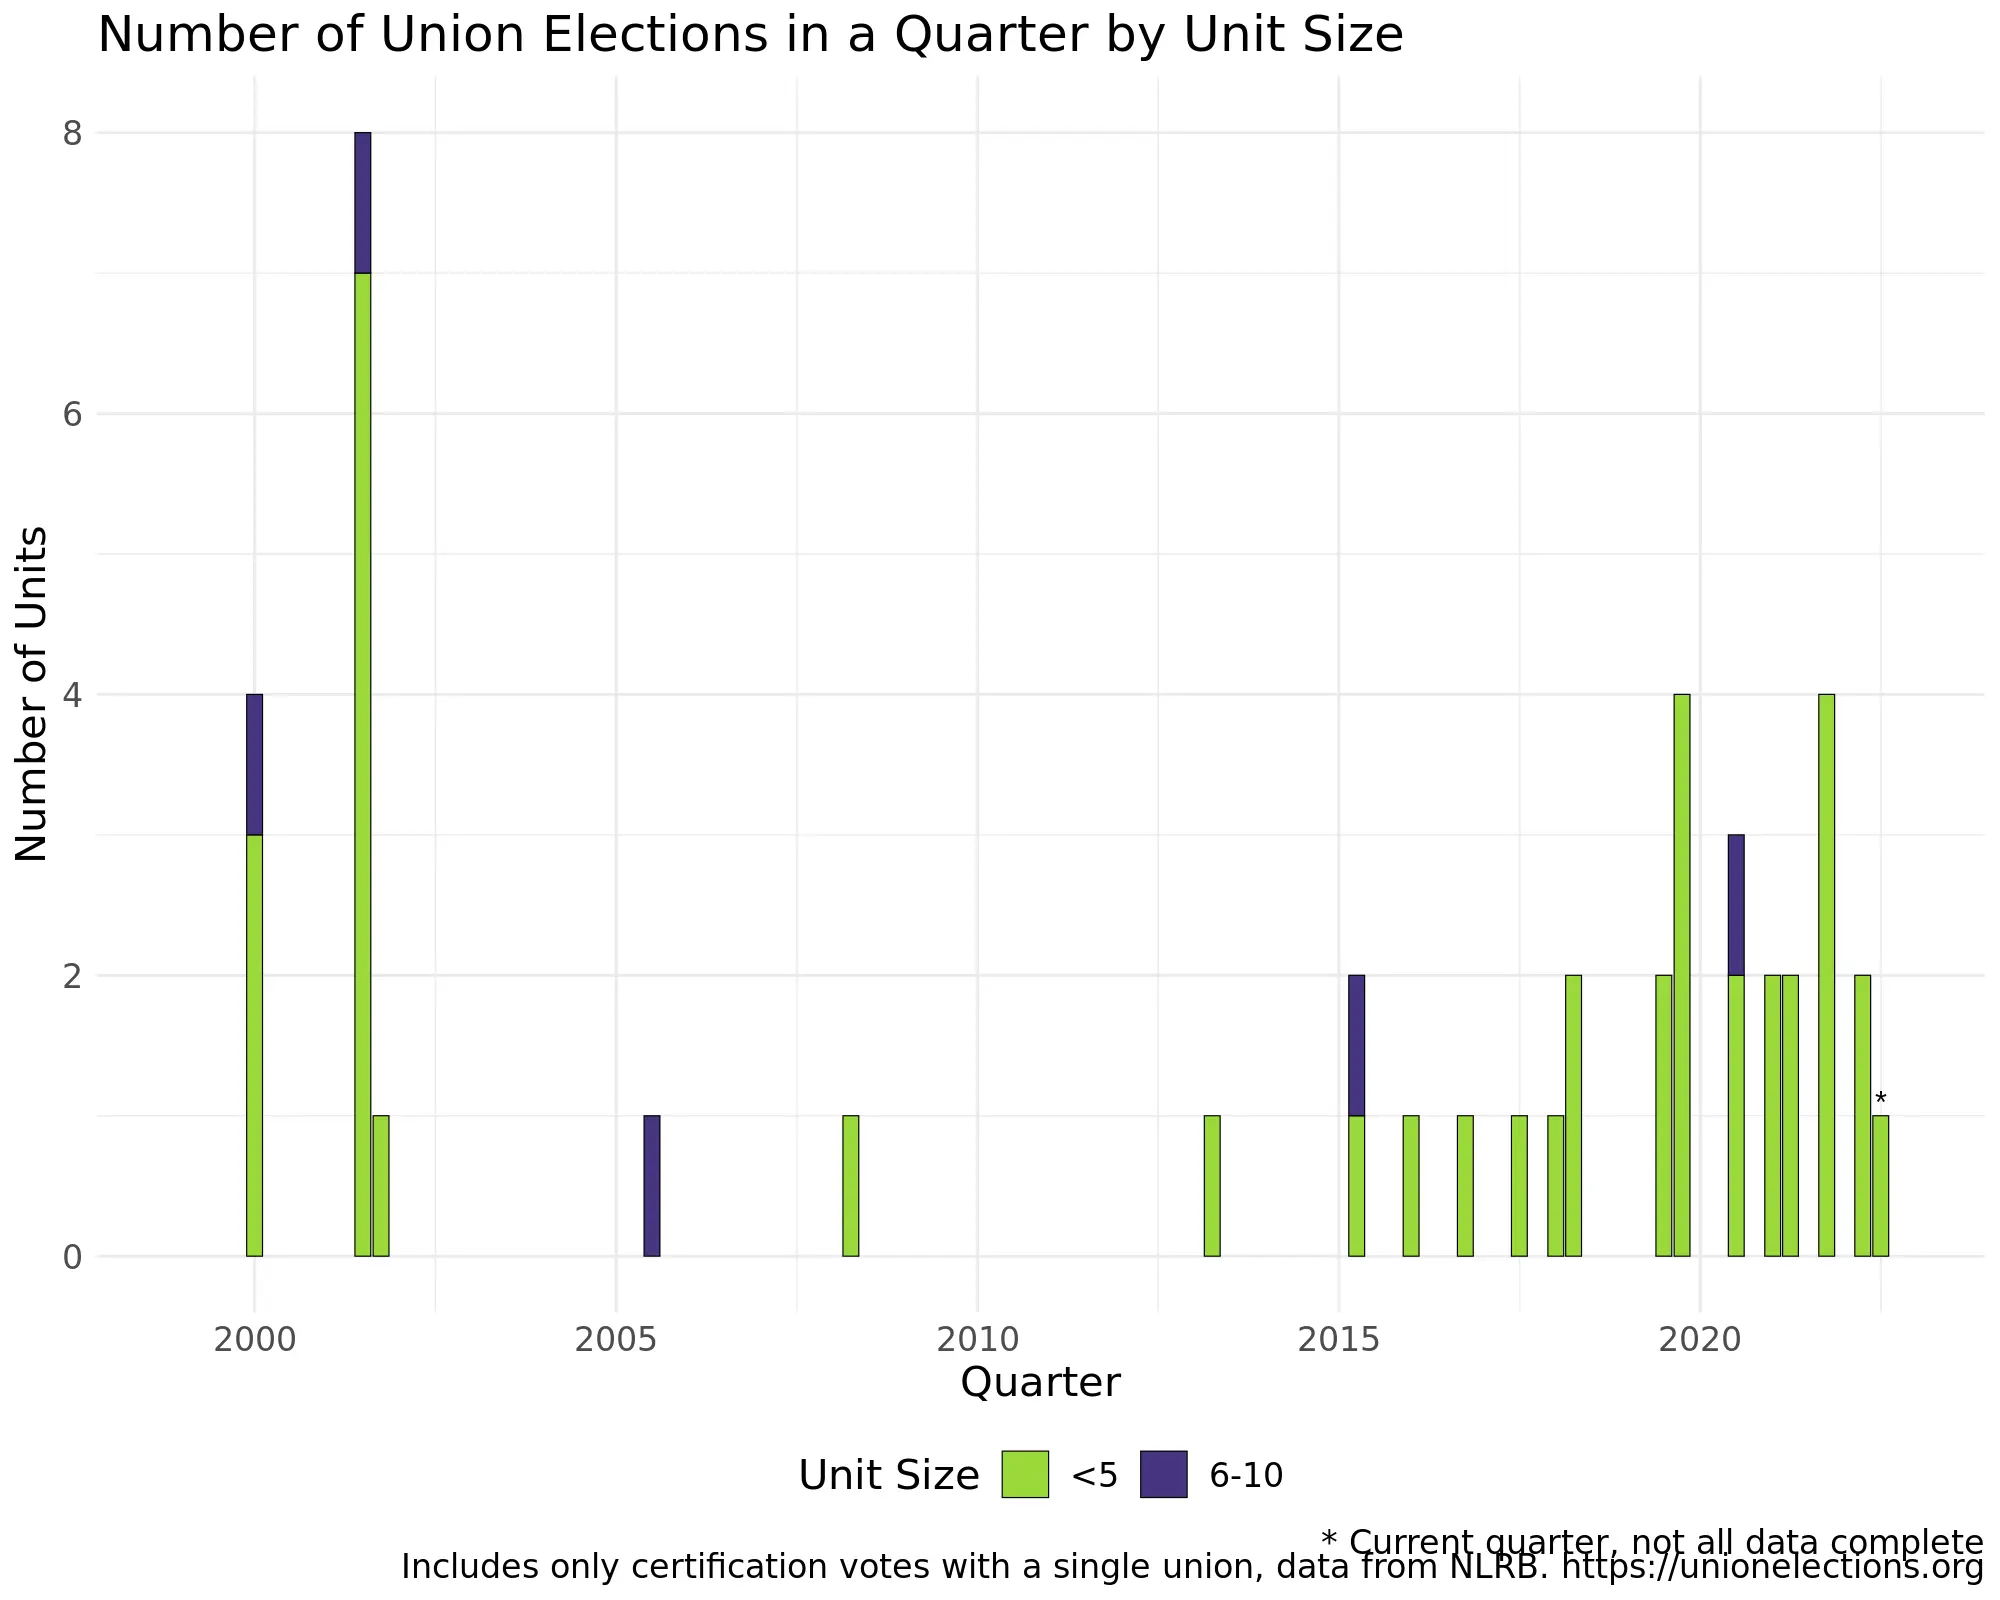 Number of Union Elections in a Quarter by Unit Size
Number of Units
8
6
4
2
0
*
2000 2005 2010 2015 2020
Quarter
Unit Size <5 6-10
* Current quarter, not all data complete
Includes only certification votes with a single union, data from NLRB. https://unionelections.org